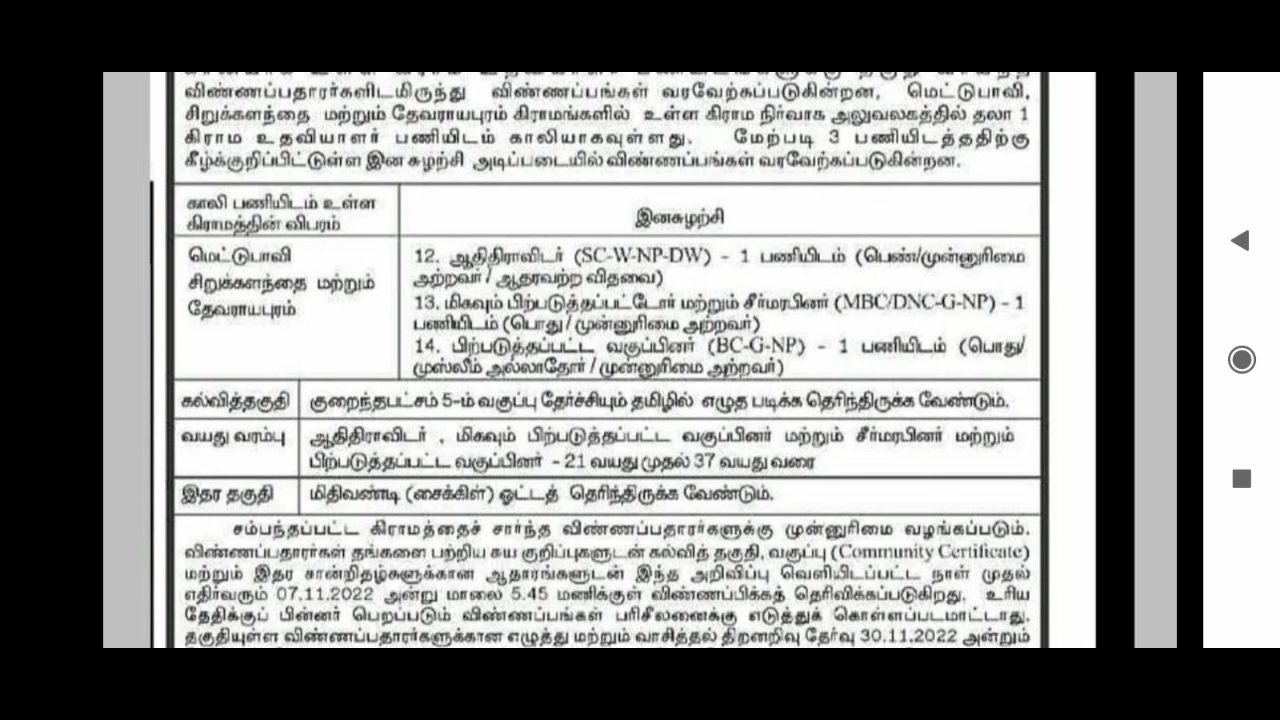 விண்ணப்பதாரர்களிடமிருந்து விண்ணப்பங்கள் வரவேற்கப்படுகின்றன. மெட்டுபாவி,
சிறுக்களந்தை மற்றும் தேவராயபுரம் கிராமங்களில் உள்ள கிராம நிர்வாக அலுவலகத்தில் தலா 1
கிராம உதவியாளர் பணியிடம் காலியாகவுள்ளது. மேற்படி 3 பணியிடத்ததிற்கு
கீழ்க்குறிப்பிட்டுள்ள இன சுழற்சி அடிப்படையில் விண்ணப்பங்கள் வரவேற்கப்படுகின்றன.
காலி பணியிடம் உள்ள
கிராமத்தின் விபரம்
இனசுழற்சி
மெட்டுபாவி
சிறுக்களந்தை மற்றும்
தேவராயபுரம்
12. ஆதிதிராவிடர் (SC-W-NP-DW) - 1 பணியிடம் (பெண்/முன்னுரிமை
அற்றவர் / ஆதரவற்ற விதவை)
13. மிகவும் பிற்படுத்தப்பட்டோர் மற்றும் சீர்மரபினர் (MBC/DNC-G-NP) - 1
பணியிடம் (பொது / முன்னுரிமை அற்றவர்)
14. பிற்படுத்தப்பட்ட வகுப்பினர் (BC-G-NP) - 1 பணியிடம் (பொது/
முஸ்லீம் அல்லாதோர் / முன்னுரிமை அற்றவர்)
கல்வித்தகுதி குறைந்தபட்சம் 5-ம் வகுப்பு தேர்ச்சியும் தமிழில் எழுத படிக்க தெரிந்திருக்க வேண்டும்.
வயது வரம்பு ஆதிதிராவிடர் , மிகவும் பிற்படுத்தப்பட்ட வகுப்பினர் மற்றும் சீர்மரபினர் மற்றும்
பிற்படுத்தப்பட்ட வகுப்பினர் - 21 வயது முதல் 37 வயது வரை
இதர தகுதி மிதிவண்டி (சைக்கிள்) ஓட்டத் தெரிந்திருக்க வேண்டும்.
சம்பந்தப்பட்ட கிராமத்தைச் சார்ந்த விண்ணப்பதாரர்களுக்கு முன்னுரிமை வழங்கப்படும்.
விண்ணப்பதாரர்கள் தங்களை பற்றிய சுய குறிப்புகளுடன் கல்வித் தகுதி, வகுப்பு (Community Certificate)
மற்றும் இதர சான்றிதழ்களுக்கான ஆதாரங்களுடன் இந்த அறிவிப்பு வெளியிடப்பட்ட நாள் முதல்
எதிர்வரும் 07.11.2022 அன்று மாலை 5.45 மணிக்குள் விண்ணப்பிக்கத் தெரிவிக்கப்படுகிறது. உரிய
தேதிக்குப் பின்னர் பெறப்படும் விண்ணப்பங்கள் பரிசீலனைக்கு எடுத்துக் கொள்ளப்படமாட்டாது.
தகுதியுள்ள விண்ணப்பதாரர்களுக்கான எழுத்து மற்றும் வாசித்தல் திறனறிவு தேர்வு 30.11.2022 அன்றும்